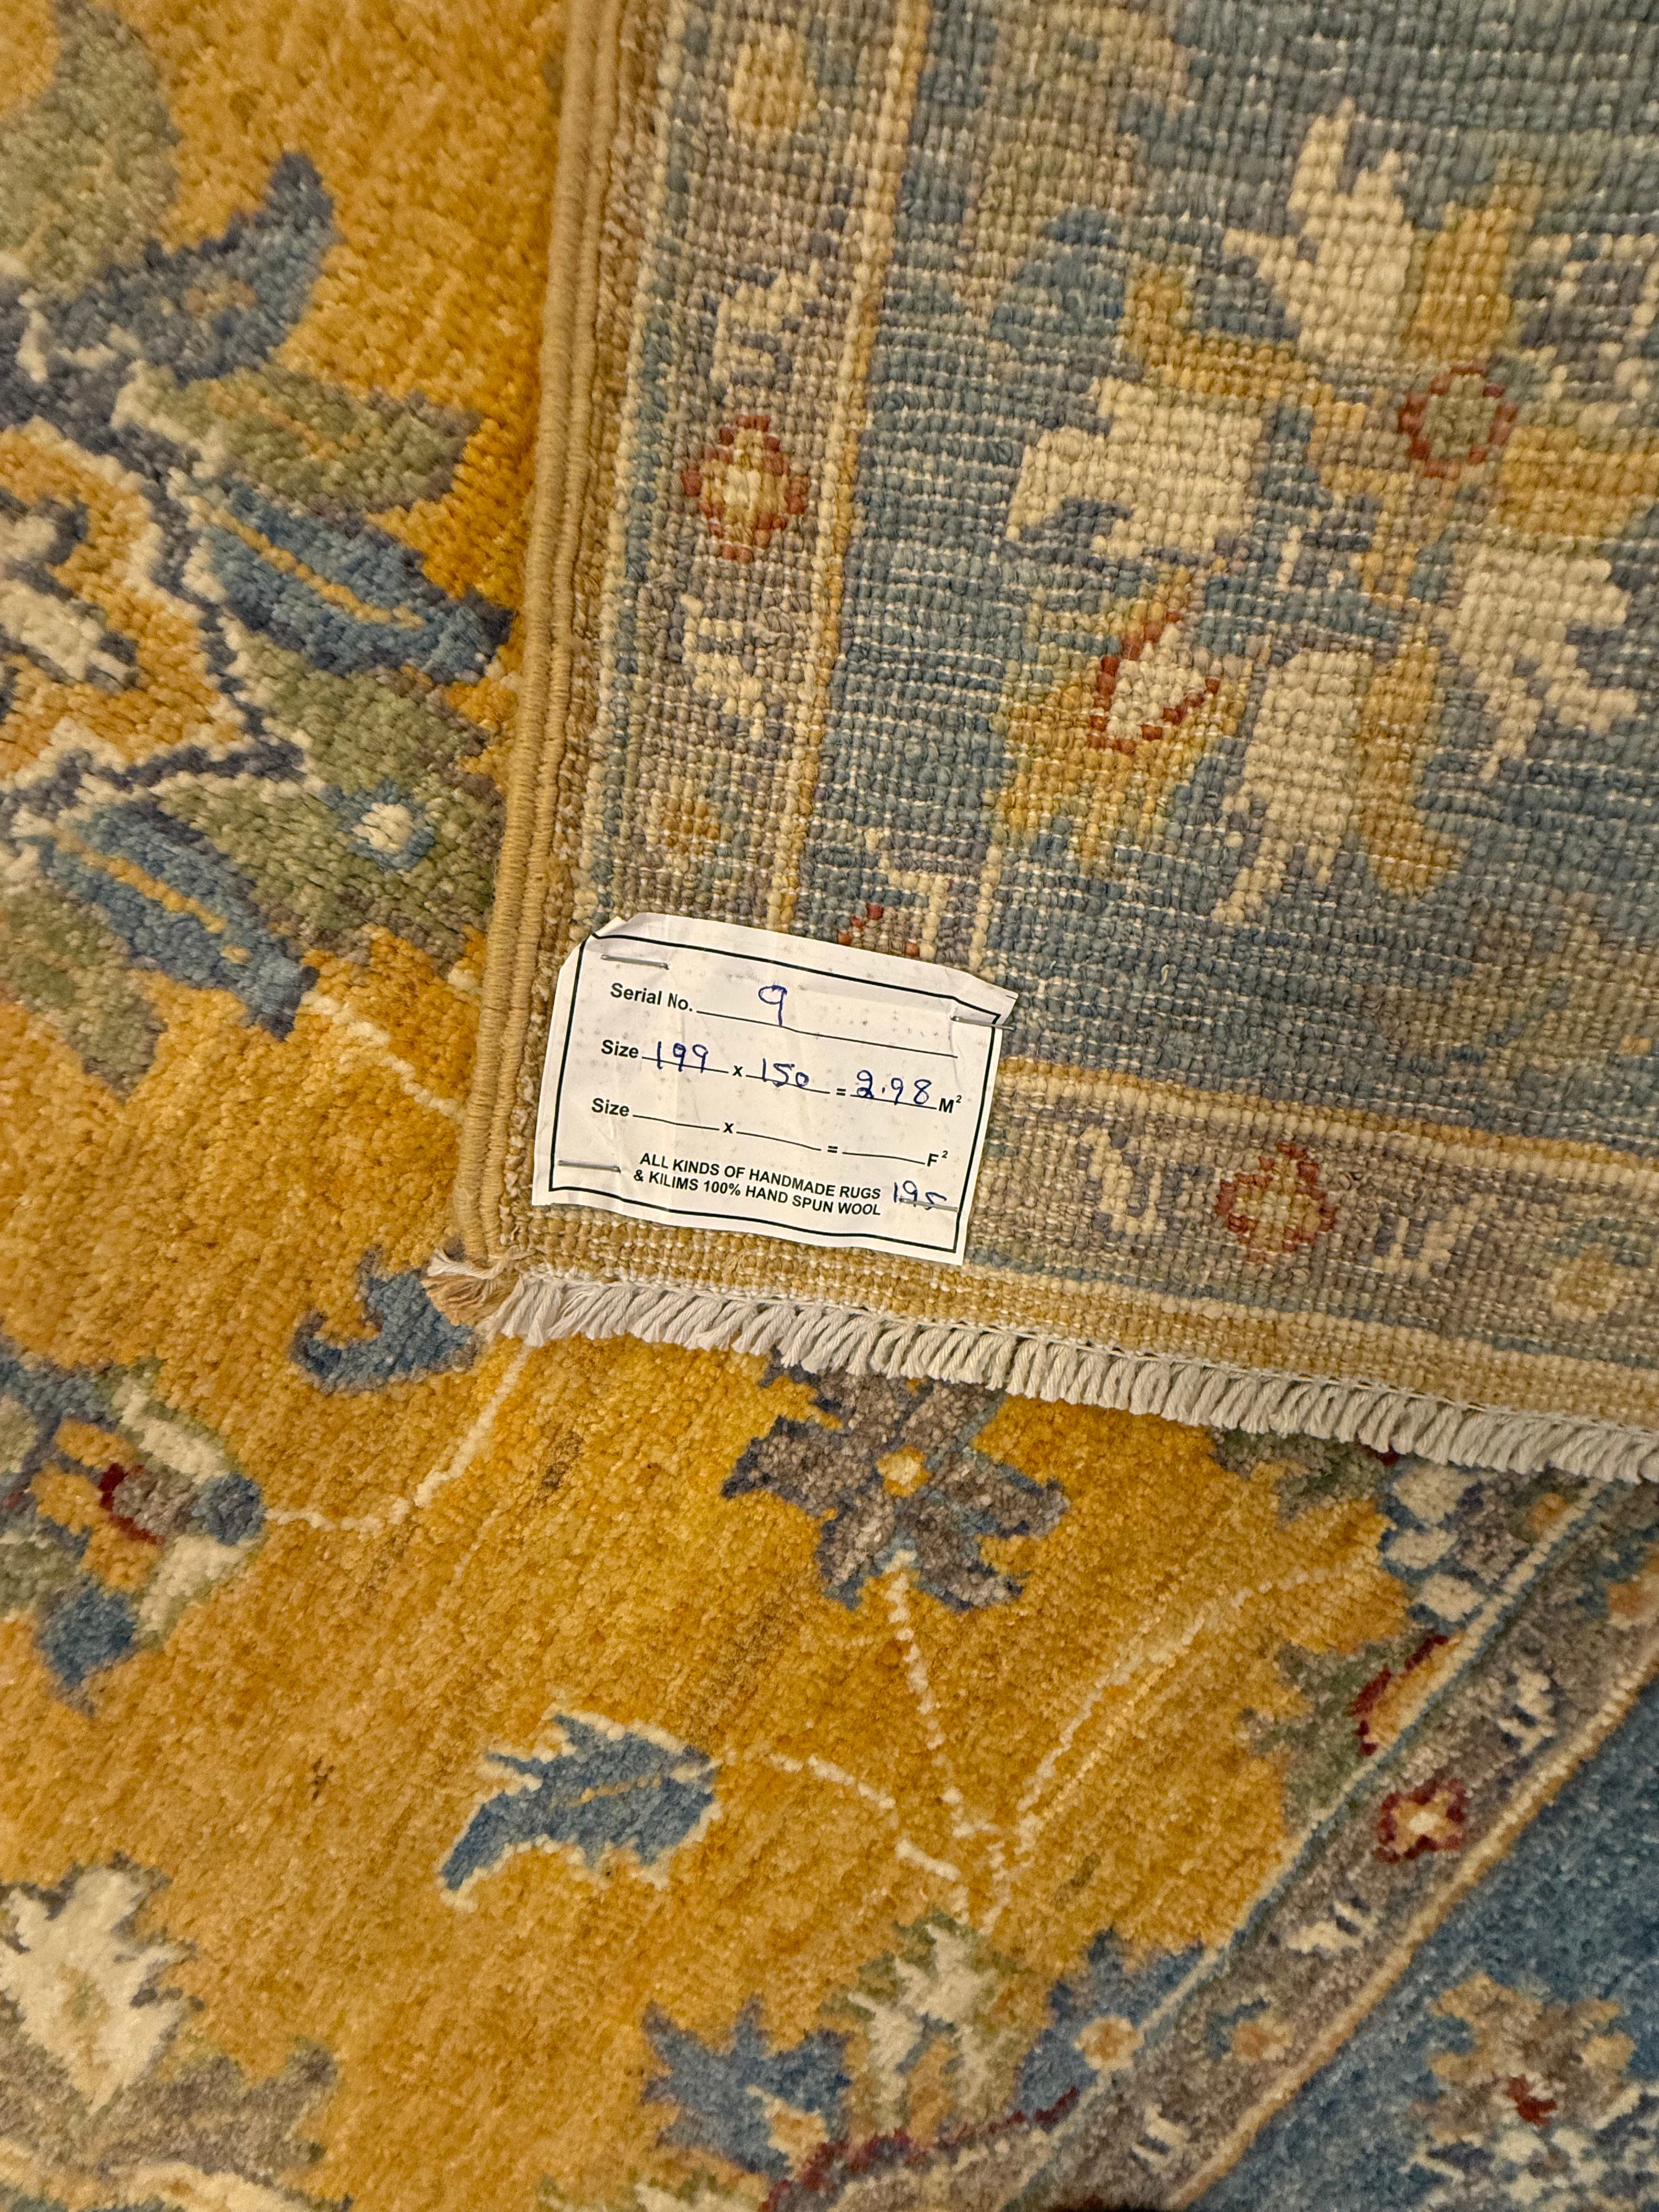 Serial No. 9
Size 199 x 150 = 2.98 M²
Size x = F²
ALL KINDS OF HANDMADE RUGS 195
& KILIMS 100% HAND SPUN WOOL